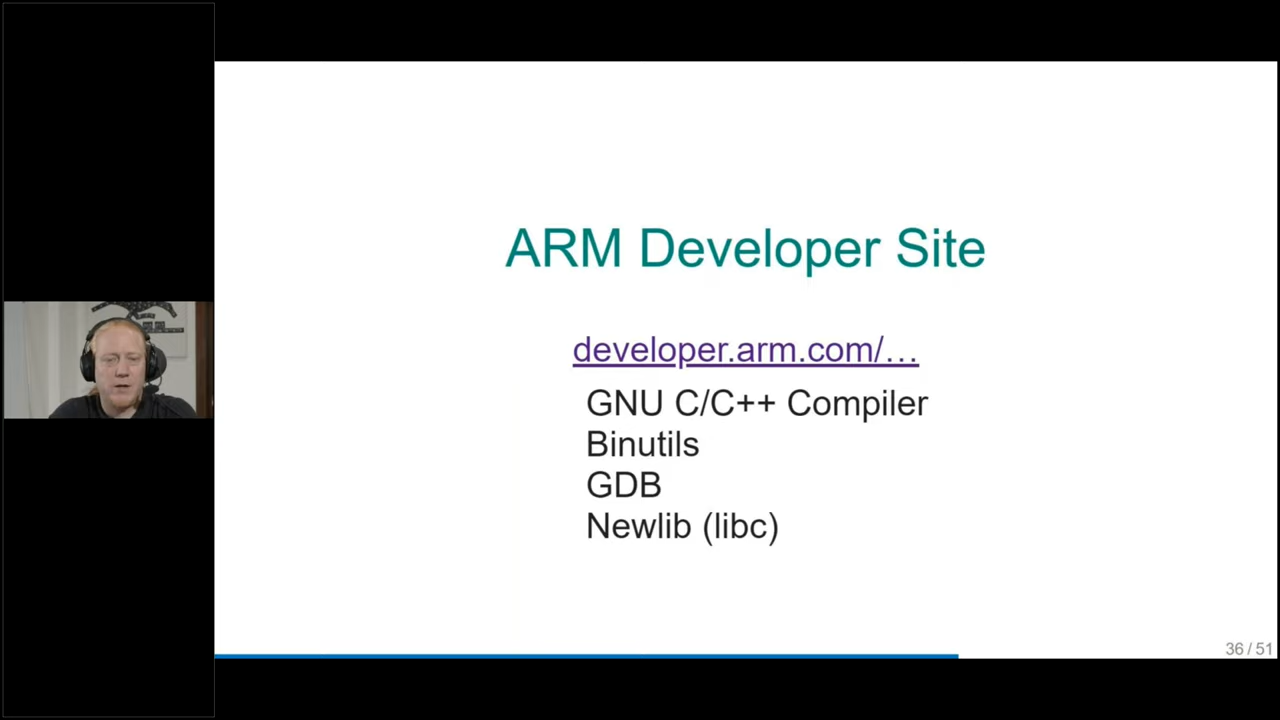 ARM Developer Site
developer.arm.com/…
GNU C/C++ Compiler
Binutils
GDB
Newlib (libc)
36 / 51